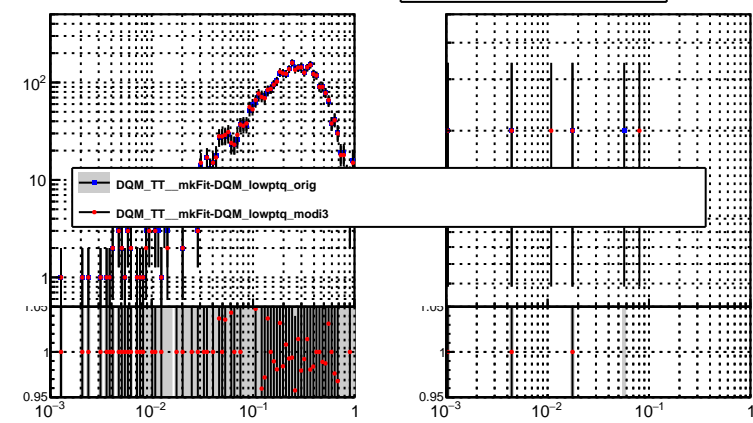 10²
10
DQM_TT__mkFit-DQM_lowptq_orig
DQM_TT__mkFit-DQM_lowptq_modi3
1
1.05 1.05
1 1
0.95 0.95
10⁻³ 10⁻² 10⁻¹ 1 10⁻³ 10⁻² 10⁻¹ 1